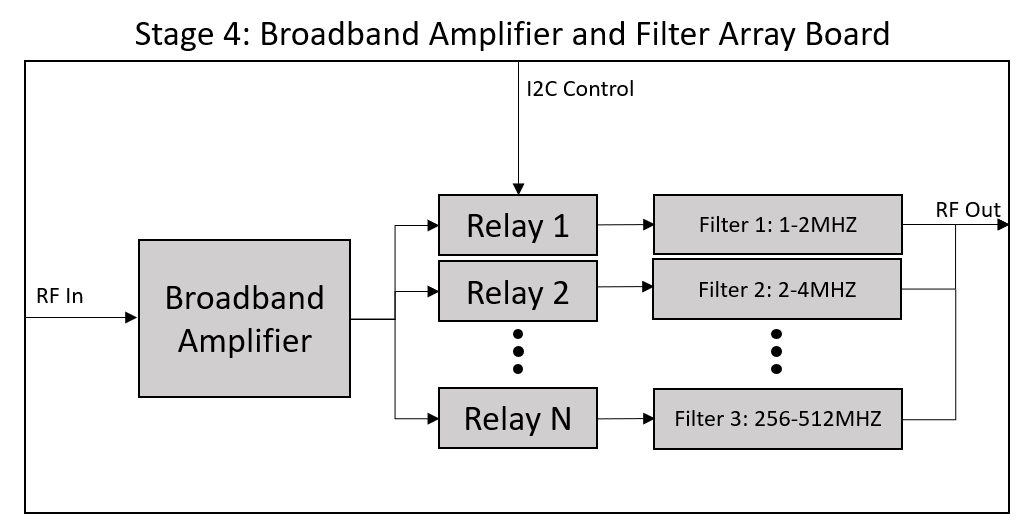 Stage 4: Broadband Amplifier and Filter Array Board
I2C Control
RF In
Broadband
Amplifier
Relay 1
Filter 1: 1-2MHZ
RF Out
Relay 2
Filter 2: 2-4MHZ
Relay N
Filter 3: 256-512MHZ